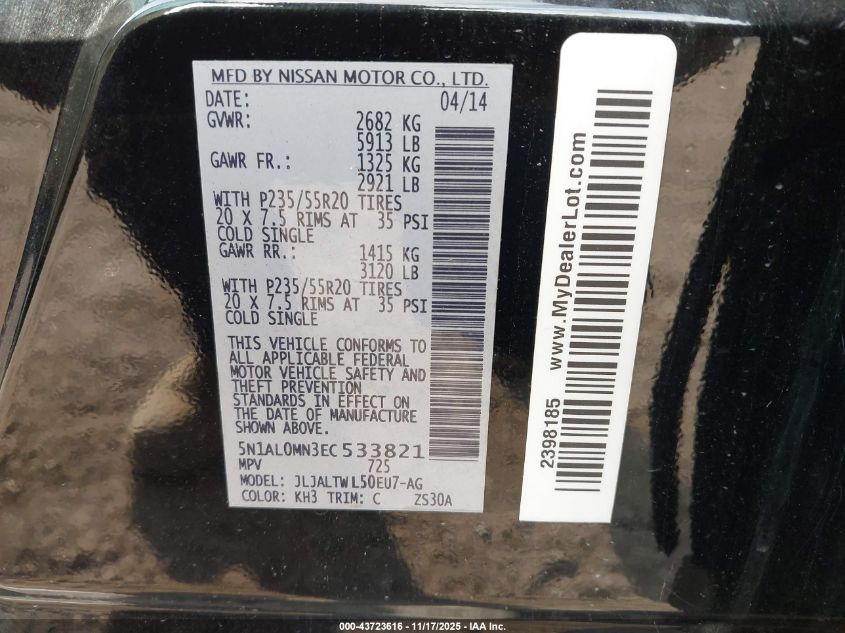 MFD BY NISSAN MOTOR CO., LTD.
DATE: 04/14
GVWR: 2682 KG
5913 LB
GAWR FR.: 1325 KG
2921 LB
WITH P235/55R20 TIRES
20 X 7.5 RIMS AT 35 PSI
COLD SINGLE
GAWR RR.: 1415 KG
3120 LB
WITH P235/55R20 TIRES
20 X 7.5 RIMS AT 35 PSI
COLD SINGLE
THIS VEHICLE CONFORMS TO
ALL APPLICABLE FEDERAL
MOTOR VEHICLE SAFETY AND
THEFT PREVENTION
STANDARDS IN EFFECT ON
THE DATE OF MANUFACTURE
SHOWN ABOVE.
5N1AL0MN3EC533821
MPV 725
MODEL: JLJALTWL50EU7-AG
COLOR: KH3 TRIM: C ZS30A
2398185 www.MyDealerLot.com
000-43723616 - 11/17/2025 - IAA Inc.